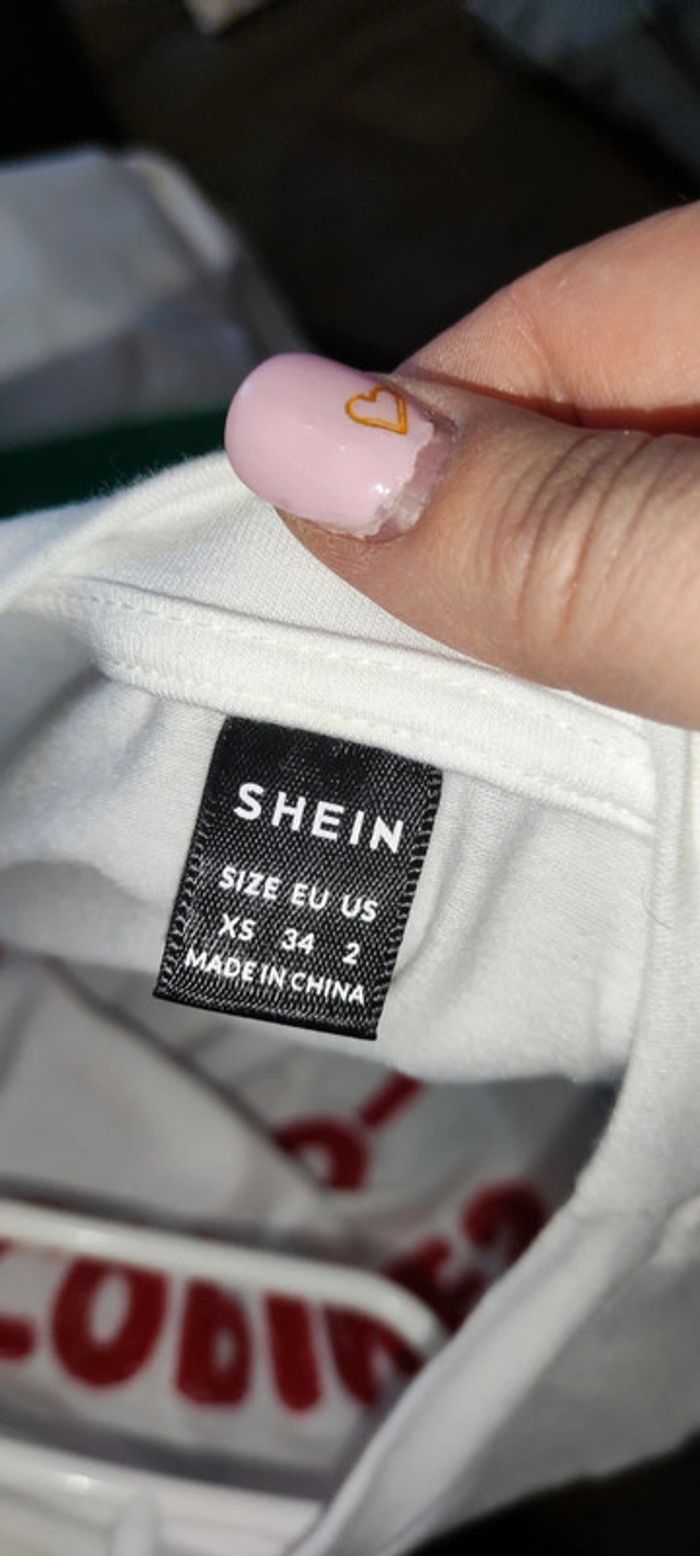 SHEIN
SIZE EU US
XS 34 2
MADE IN CHINA